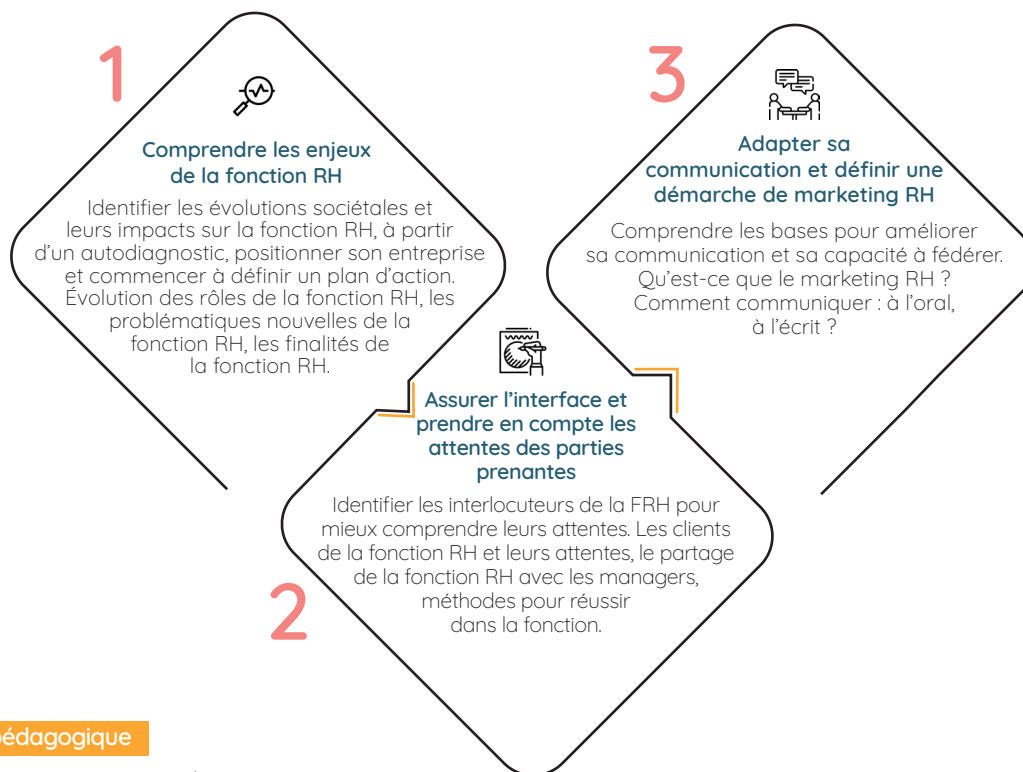 1
Comprendre les enjeux
de la fonction RH
Identifier les évolutions sociétales et
leurs impacts sur la fonction RH, à partir
d’un autodiagnostic, positionner son entreprise
et commencer à définir un plan d’action.
Évolution des rôles de la fonction RH, les
problématiques nouvelles de la
fonction RH, les finalités de
la fonction RH.
2
Assurer l’interface et
prendre en compte les
attentes des parties
prenantes
Identifier les interlocuteurs de la FRH pour
mieux comprendre leurs attentes. Les clients
de la fonction RH et leurs attentes, le partage
de la fonction RH avec les managers,
méthodes pour réussir
dans la fonction.
3
Adapter sa
communication et définir une
démarche de marketing RH
Comprendre les bases pour améliorer
sa communication et sa capacité à fédérer.
Qu’est-ce que le marketing RH ?
Comment communiquer : à l’oral,
à l’écrit ?
pédagogique